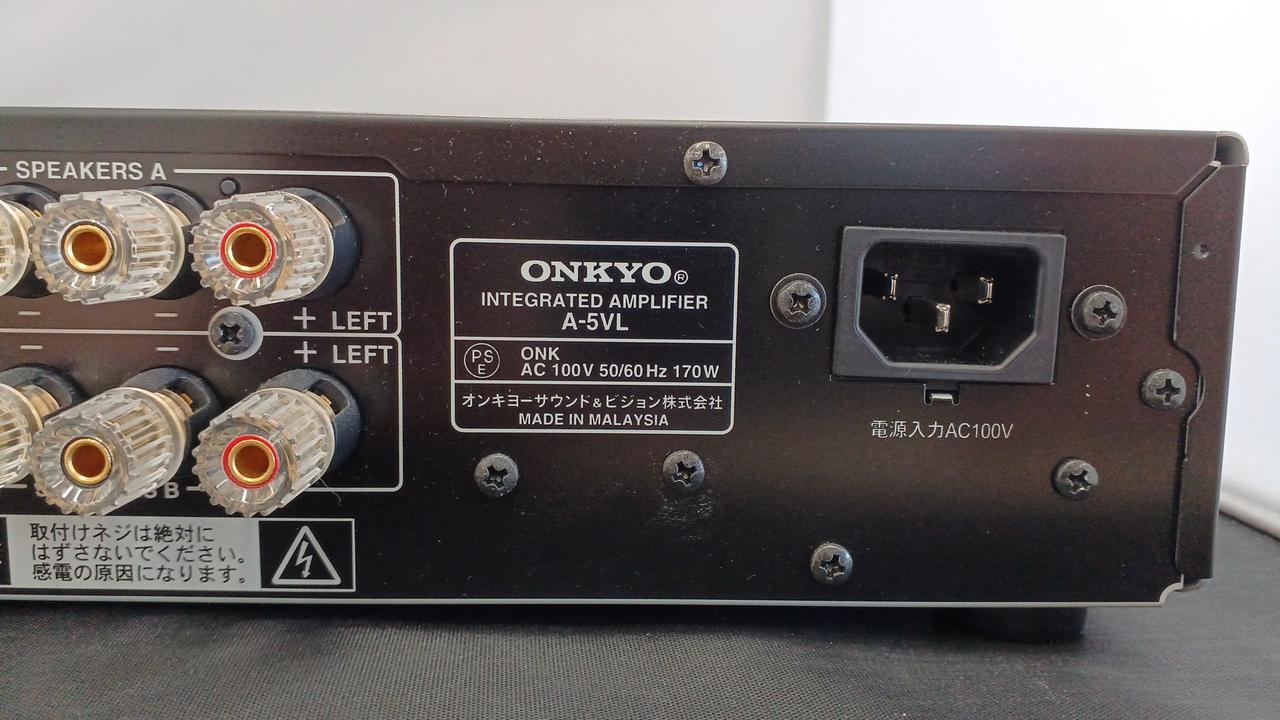 SPEAKERS A
− − + LEFT
− − + LEFT
B
取付けネジは絶対に
はずさないでください。
感電の原因になります。
ONKYO®
INTEGRATED AMPLIFIER
A-5VL
PS
E
ONK
AC 100V 50/60Hz 170W
オンキヨーサウンド&ビジョン株式会社
MADE IN MALAYSIA
電源入力AC100V